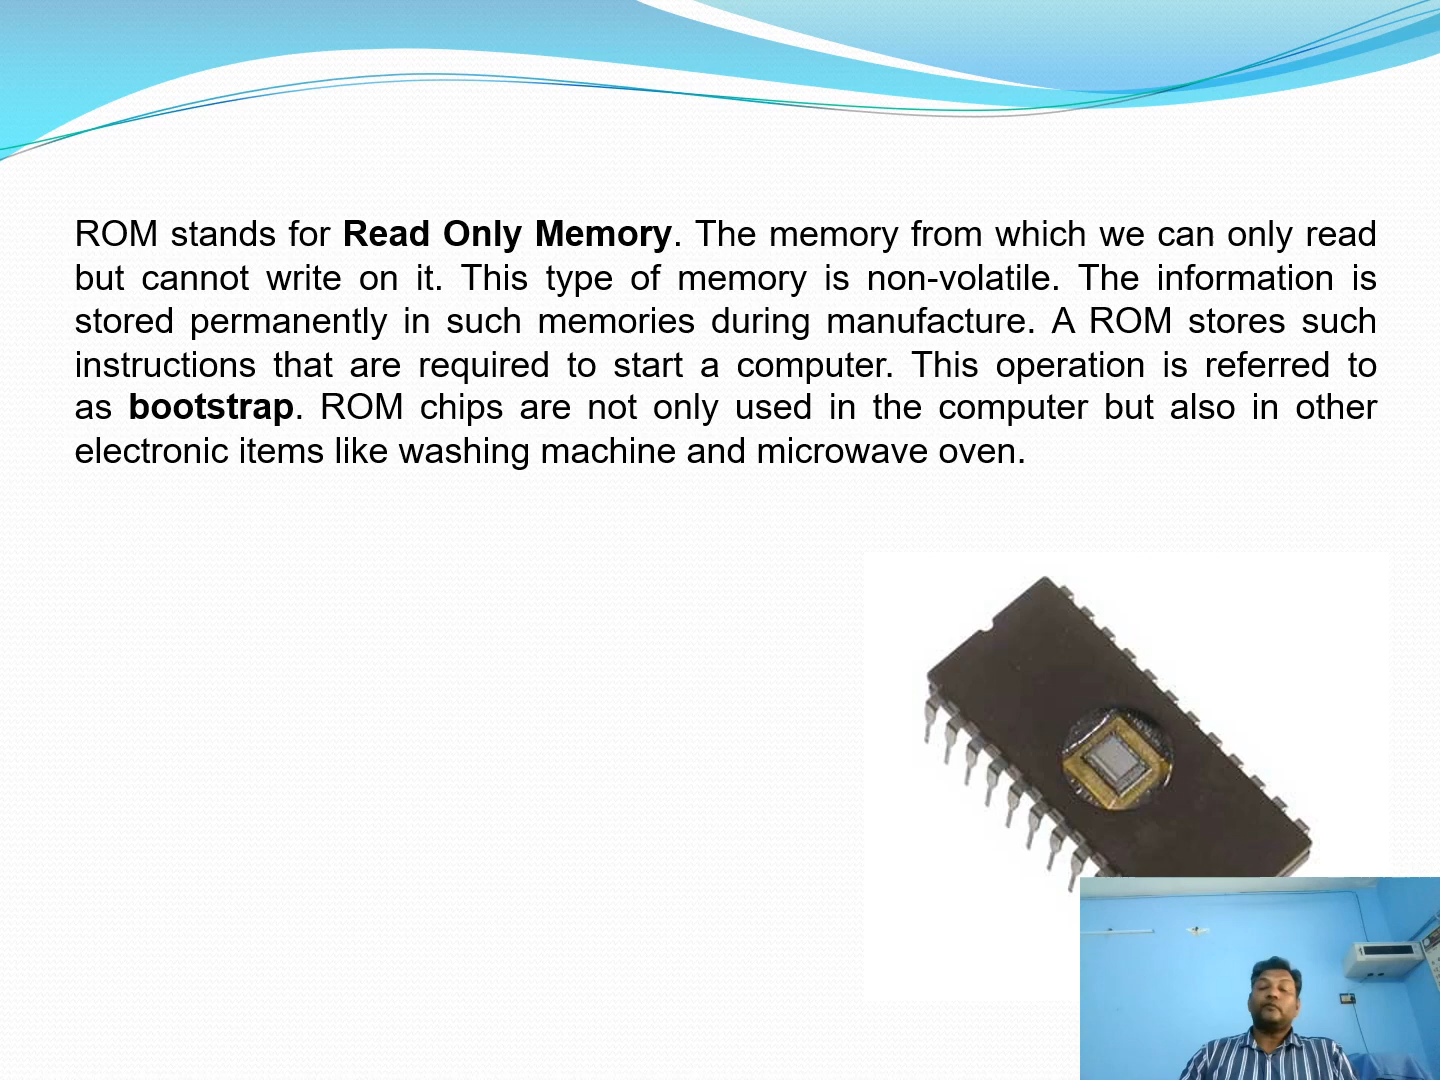 ROM stands for Read Only Memory. The memory from which we can only read
but cannot write on it. This type of memory is non-volatile. The information is
stored permanently in such memories during manufacture. A ROM stores such
instructions that are required to start a computer. This operation is referred to
as bootstrap. ROM chips are not only used in the computer but also in other
electronic items like washing machine and microwave oven.